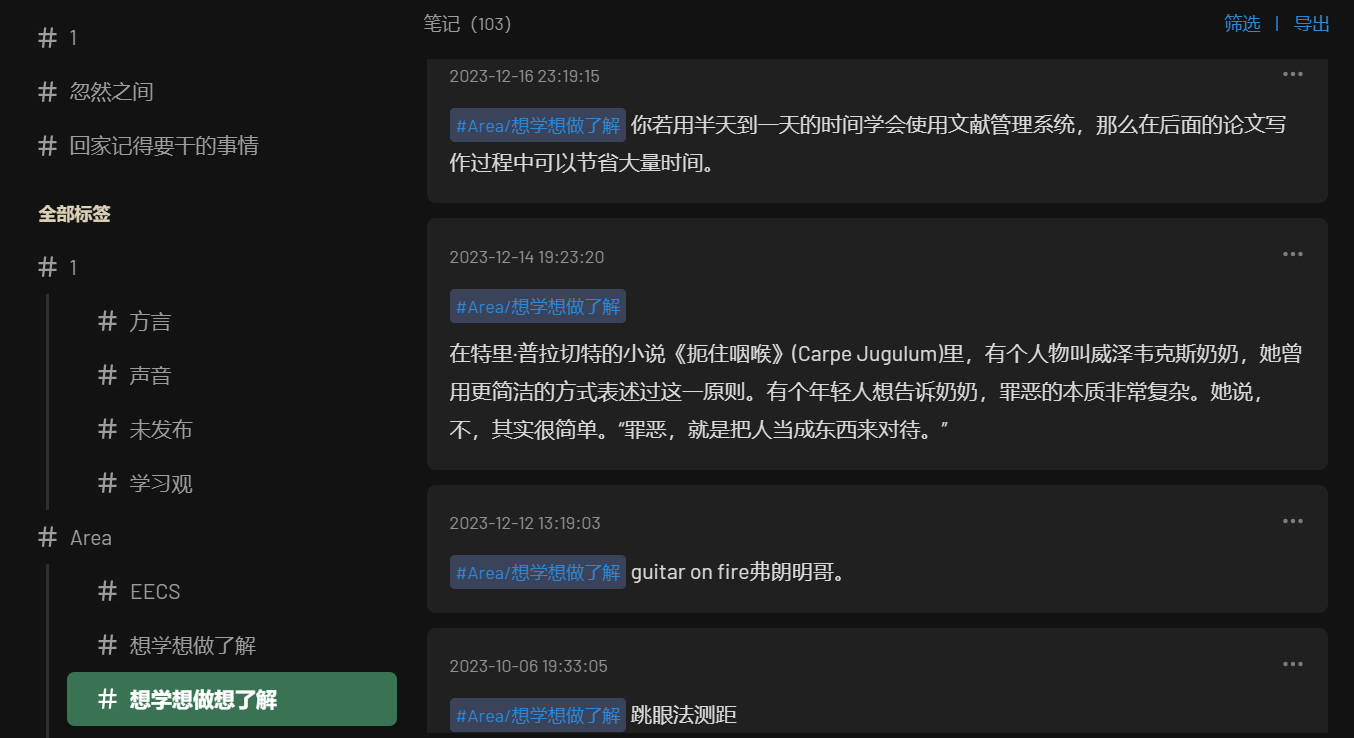 # 1
# 忽然之间
# 回家记得要干的事情
全部标签
# 1
# 方言
# 声音
# 未发布
# 学习观
# Area
# EECS
# 想学想做了解
# 想学想做想了解
笔记（103）
筛选 | 导出
2023-12-16 23:19:15
#Area/想学想做了解 你若用半天到一天的时间学会使用文献管理系统，那么在后面的论文写
作过程中可以节省大量时间。
2023-12-14 19:23:20
#Area/想学想做了解
在特里·普拉切特的小说《扼住咽喉》(Carpe Jugulum)里，有个人物叫威泽韦克斯奶奶，她曾
用更简洁的方式表述过这一原则。有个年轻人想告诉奶奶，罪恶的本质非常复杂。她说，
不，其实很简单。“罪恶，就是把人当成东西来对待。”
2023-12-12 13:19:03
#Area/想学想做了解 guitar on fire弗朗明哥。
2023-10-06 19:33:05
#Area/想学想做了解 跳眼法测距